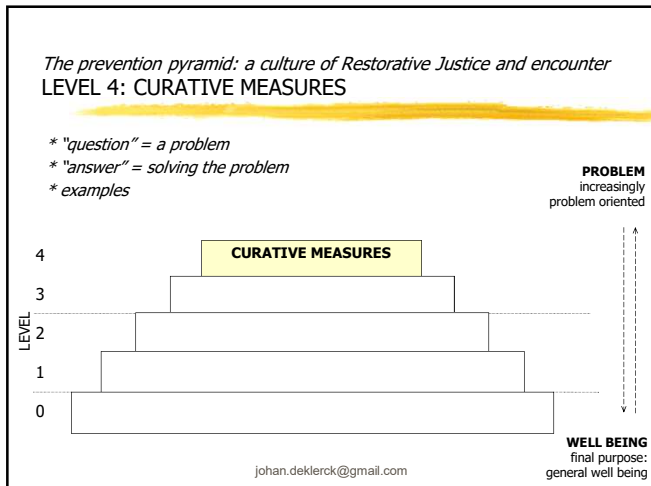 The prevention pyramid: a culture of Restorative Justice and encounter
LEVEL 4: CURATIVE MEASURES
* "question" = a problem
* "answer" = solving the problem
* examples
PROBLEM
increasingly
problem oriented
4
CURATIVE MEASURES
3
LEVEL
2
1
0
WELL BEING
final purpose:
general well being
johan.deklerck@gmail.com